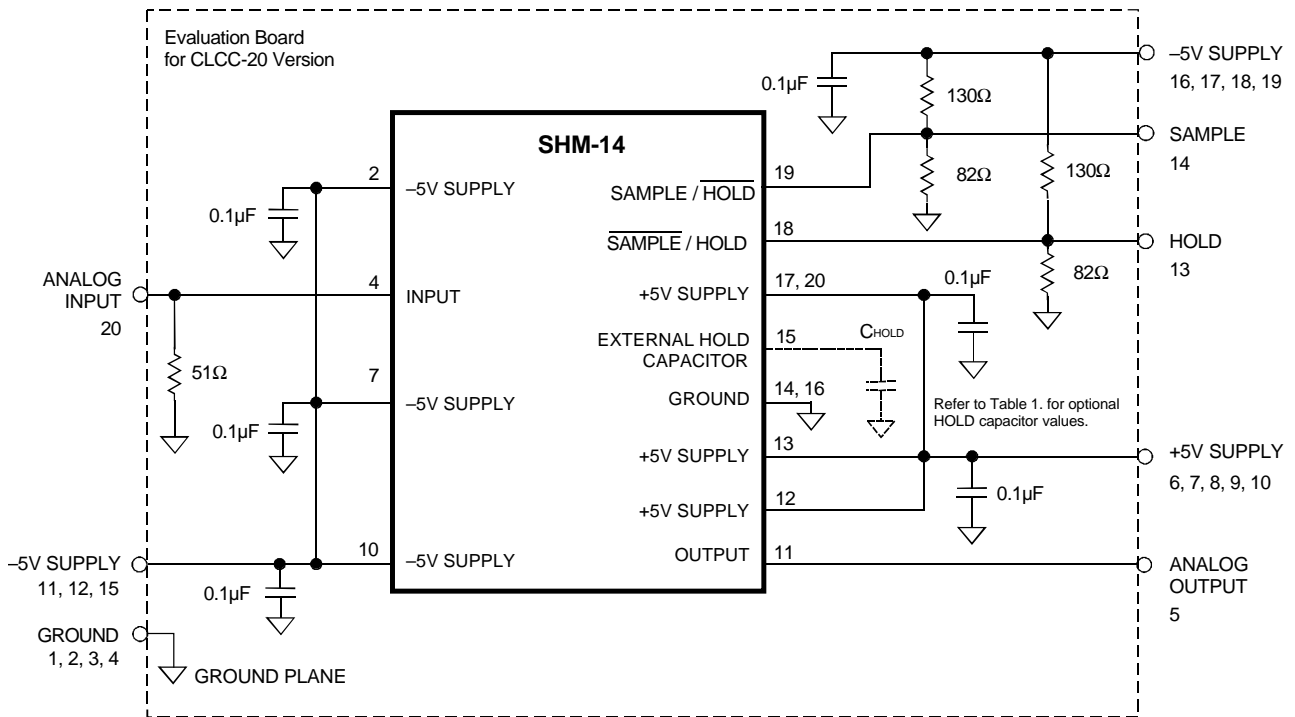 Evaluation Board
for CLCC-20 Version
–5V SUPPLY
16, 17, 18, 19
0.1µF
130Ω
SHM-14
SAMPLE
14
2
–5V SUPPLY
19
SAMPLE / HOLD
82Ω
130Ω
0.1µF
18
SAMPLE / HOLD
HOLD
13
ANALOG
INPUT
20
4
INPUT
17, 20
+5V SUPPLY
0.1µF
82Ω
51Ω
EXTERNAL HOLD
CAPACITOR
15
CHOLD
7
–5V SUPPLY
0.1µF
14, 16
GROUND
Refer to Table 1. for optional
HOLD capacitor values.
13
+5V SUPPLY
+5V SUPPLY
6, 7, 8, 9, 10
0.1µF
12
+5V SUPPLY
–5V SUPPLY
11, 12, 15
10
–5V SUPPLY
0.1µF
OUTPUT
11
ANALOG
OUTPUT
5
GROUND
1, 2, 3, 4
GROUND PLANE